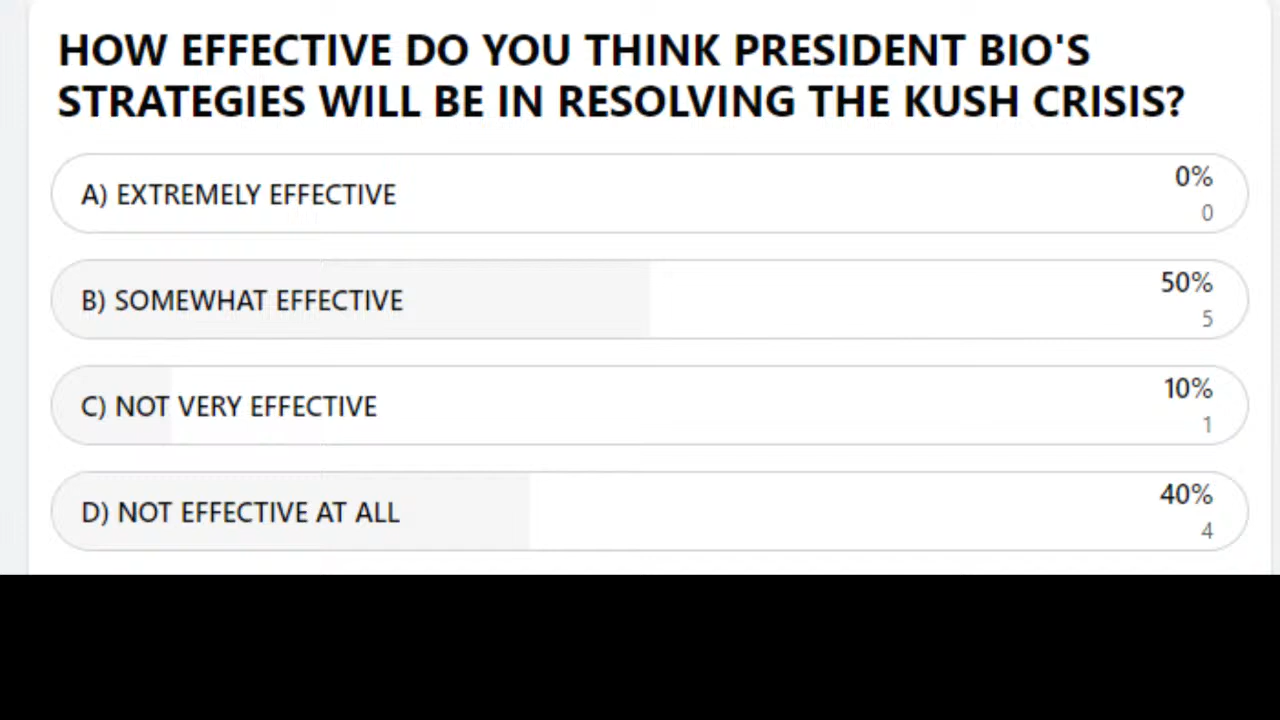 HOW EFFECTIVE DO YOU THINK PRESIDENT BIO'S
STRATEGIES WILL BE IN RESOLVING THE KUSH CRISIS?
A) EXTREMELY EFFECTIVE
0%
0
B) SOMEWHAT EFFECTIVE
50%
5
C) NOT VERY EFFECTIVE
10%
1
D) NOT EFFECTIVE AT ALL
40%
4